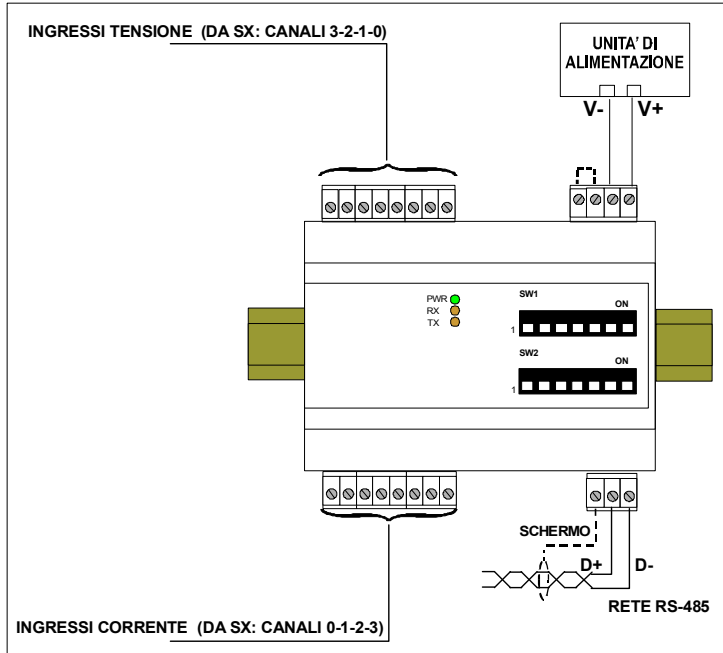 INGRESSI TENSIONE (DA SX: CANALI 3-2-1-0)
UNITA' DI
ALIMENTAZIONE
V- V+
PWR
RX
TX
SW1
ON
1
SW2
ON
1
SCHERMO
D+ D-
RETE RS-485
INGRESSI CORRENTE (DA SX: CANALI 0-1-2-3)